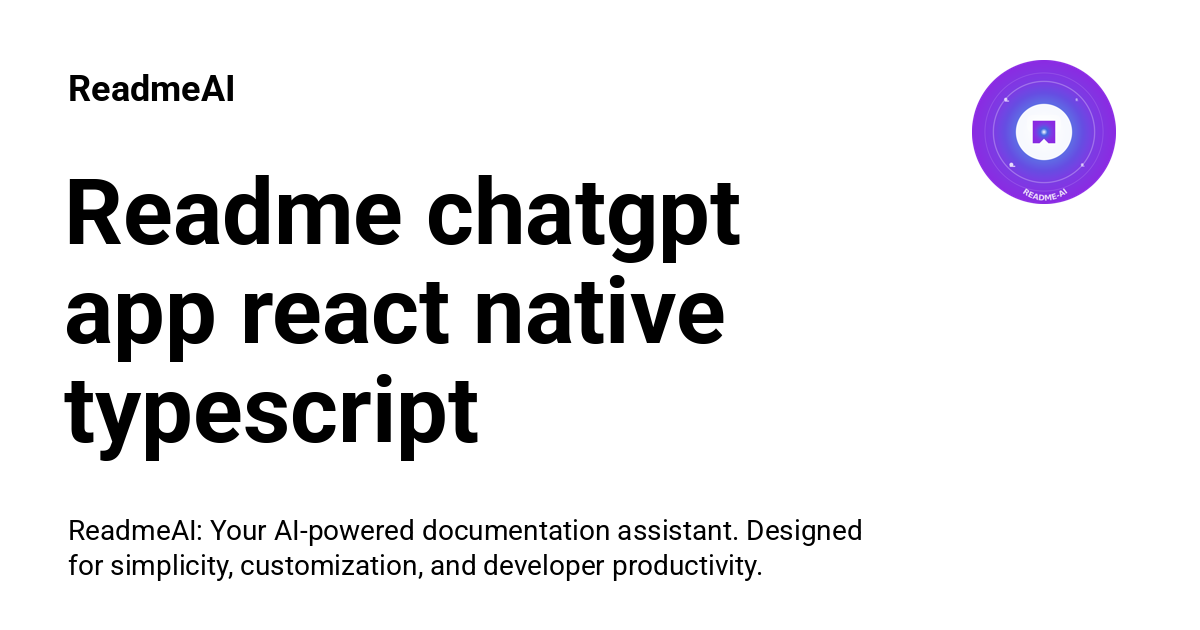 ReadmeAI
README-AI
Readme chatgpt
app react native
typescript
ReadmeAI: Your AI-powered documentation assistant. Designed
for simplicity, customization, and developer productivity.